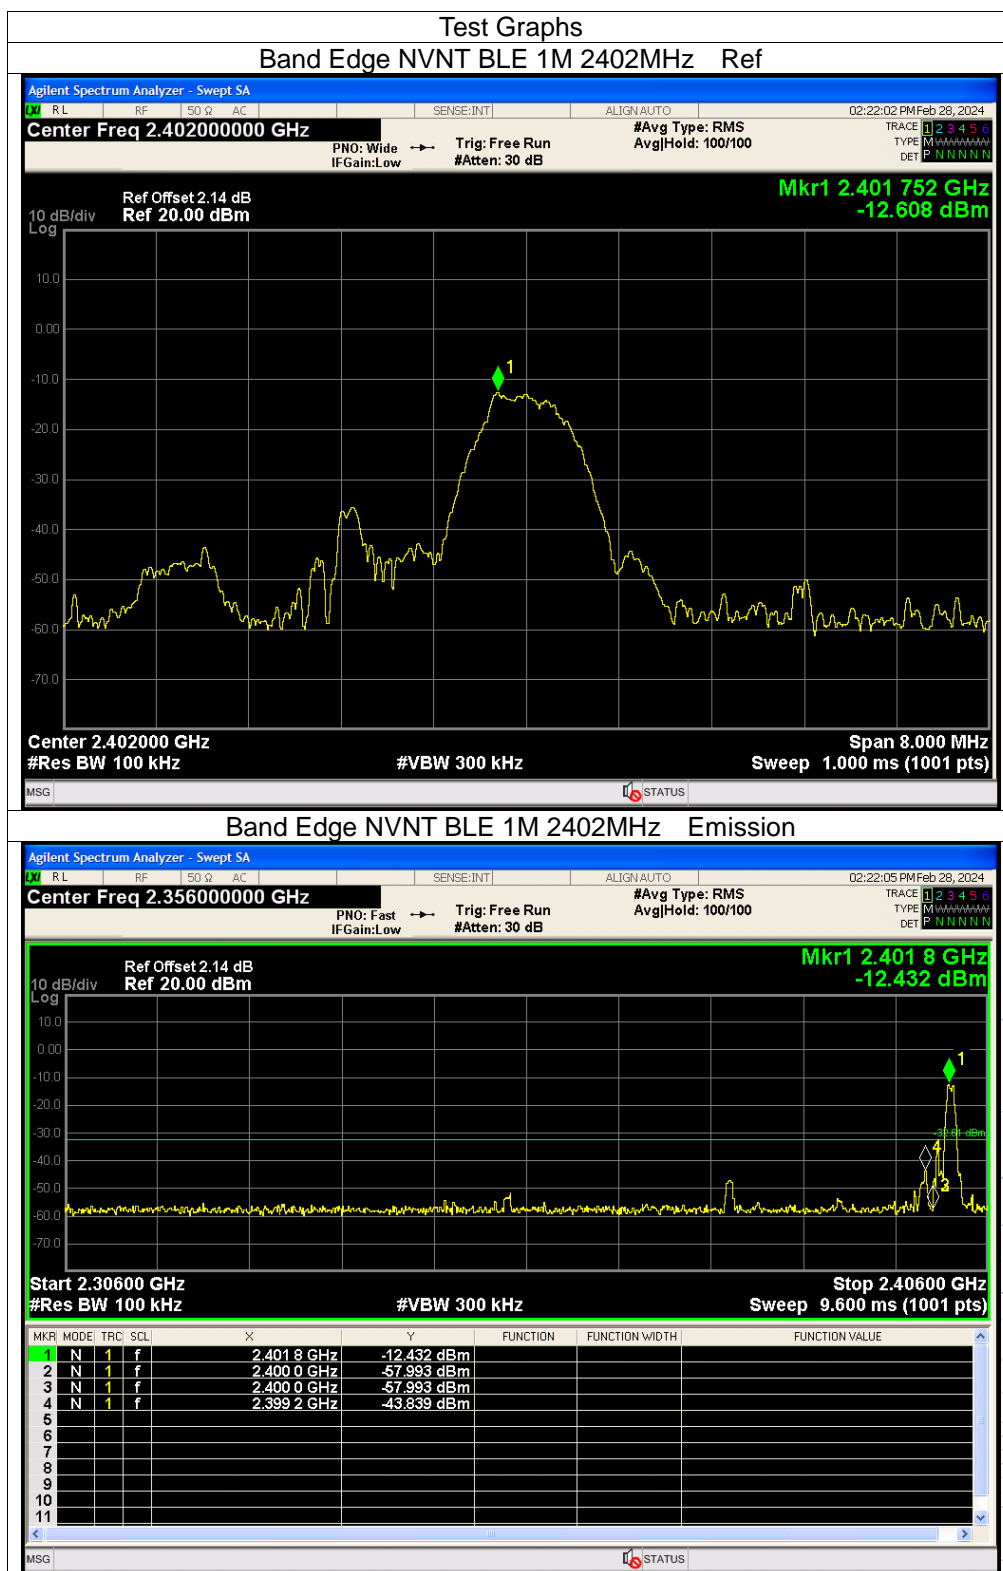 Test Graphs
Band Edge NVNT BLE 1M 2402MHz Ref
Agilent Spectrum Analyzer - Swept SA
LXI RL RF 50 Ω AC SENSE:INT ALIGN AUTO 02:22:02 PM Feb 28, 2024
Center Freq 2.402000000 GHz #Avg Type: RMS TRACE 1 2 3 4 5 6
PNO: Wide Trig: Free Run Avg|Hold: 100/100 TYPE M
IFGain:Low #Atten: 30 dB DET P N N N N N
Mkr1 2.401 752 GHz
Ref Offset 2.14 dB
10 dB/div Ref 20.00 dBm -12.608 dBm
Log
10.0
0.00
1
-10.0
-20.0
-30.0
-40.0
-50.0
-60.0
-70.0
Center 2.402000 GHz Span 8.000 MHz
#Res BW 100 kHz #VBW 300 kHz Sweep 1.000 ms (1001 pts)
MSG STATUS
Band Edge NVNT BLE 1M 2402MHz Emission
Agilent Spectrum Analyzer - Swept SA
LXI RL RF 50 Ω AC SENSE:INT ALIGN AUTO 02:22:05 PM Feb 28, 2024
Center Freq 2.356000000 GHz #Avg Type: RMS TRACE 1 2 3 4 5 6
PNO: Fast Trig: Free Run Avg|Hold: 100/100 TYPE M
IFGain:Low #Atten: 30 dB DET P N N N N N
Mkr1 2.401 8 GHz
Ref Offset 2.14 dB
10 dB/div Ref 20.00 dBm -12.432 dBm
Log
10.0
0.00
1
-10.0
-20.0
-30.0
-32.61 dBm
4
-40.0
-50.0
-60.0
-70.0
Start 2.30600 GHz Stop 2.40600 GHz
#Res BW 100 kHz #VBW 300 kHz Sweep 9.600 ms (1001 pts)
MKR MODE TRC SCL X Y FUNCTION FUNCTION WIDTH FUNCTION VALUE
1 N 1 f 2.401 8 GHz -12.432 dBm
2 N 1 f 2.400 0 GHz -57.993 dBm
3 N 1 f 2.400 0 GHz -57.993 dBm
4 N 1 f 2.399 2 GHz -43.839 dBm
5
6
7
8
9
10
11
MSG STATUS